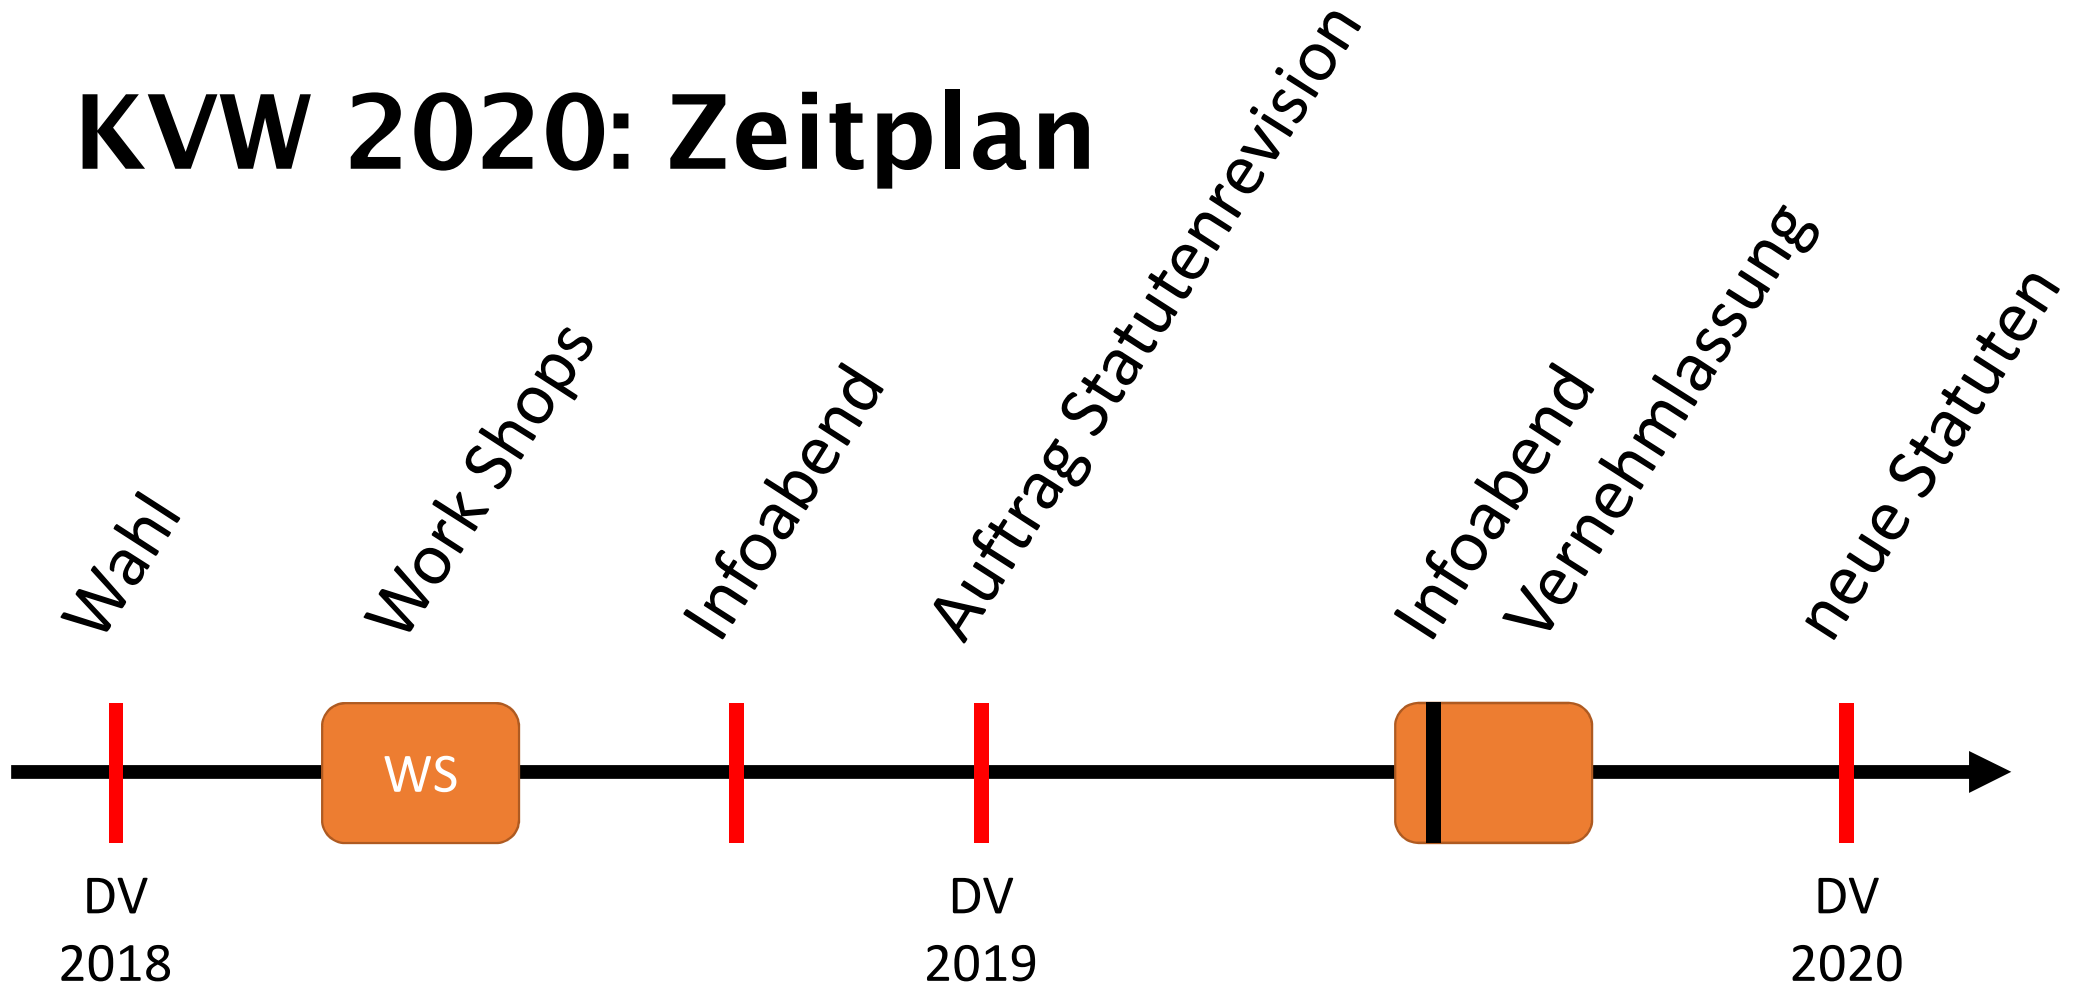 KVW 2020: Zeitplan
Wahl
Work Shops
Infoabend
Auftrag Statutenrevision
Infoabend
Vernehmlassung
neue Statuten
WS
DV
2018
DV
2019
DV
2020